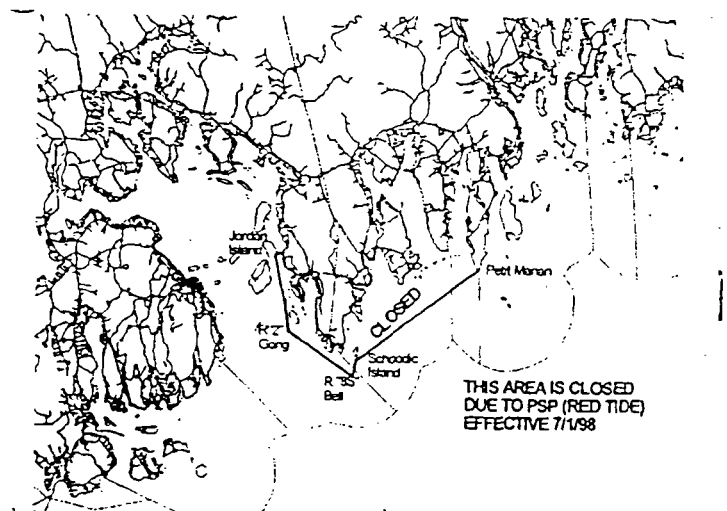 Jordan
Island
Petit Manan
CLOSED
"R"2"
Gong
Schoodic
Island
Bell
THIS AREA IS CLOSED
DUE TO PSP (RED TIDE)
EFFECTIVE 7/1/98